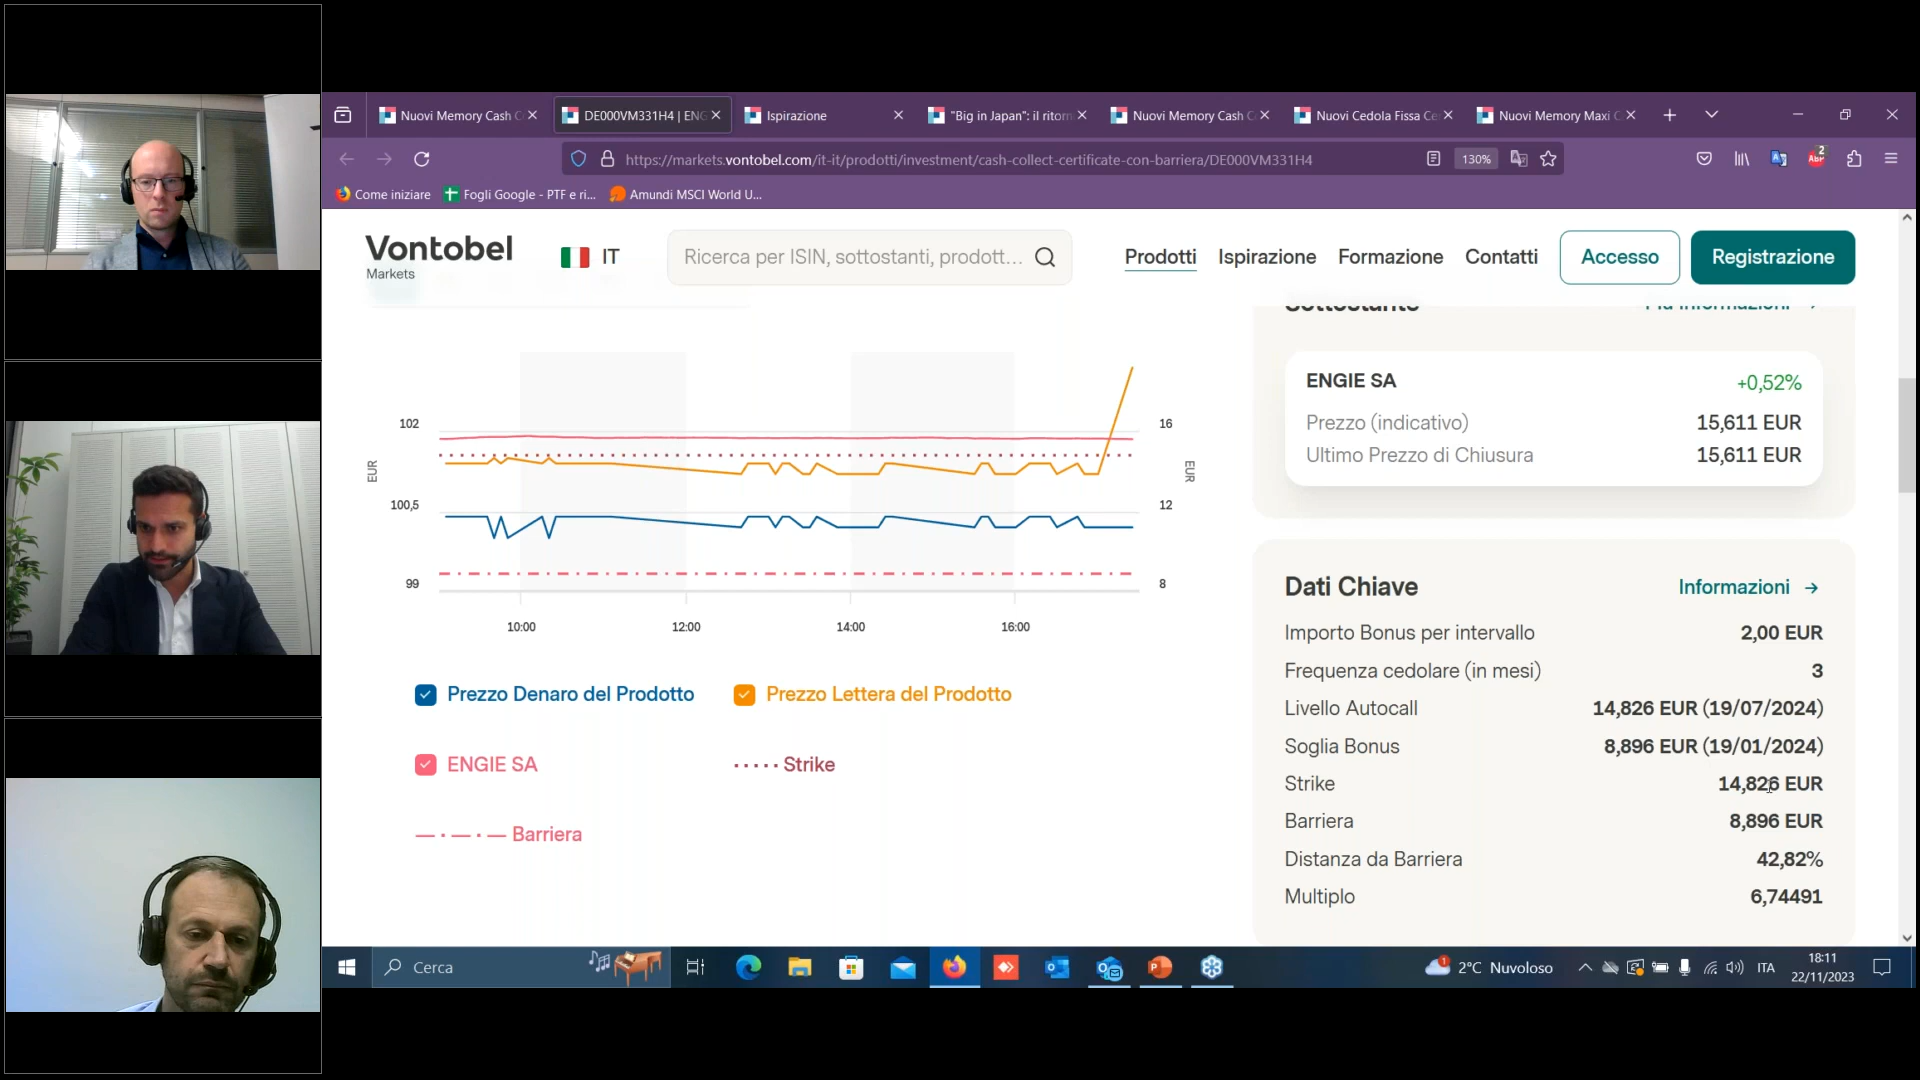 Nuovi Memory Cash C
DE000VM331H4 | ENG
Ispirazione
"Big in Japan": il ritorn
Nuovi Memory Cash C
Nuovi Cedola Fissa Ce
Nuovi Memory Maxi C
https://markets.vontobel.com/it-it/prodotti/investment/cash-collect-certificate-con-barriera/DE000VM331H4
130%
2
Come iniziare
Fogli Google - PTF e ri...
Amundi MSCI World U...
Vontobel
Markets
IT
Ricerca per ISIN, sottostanti, prodott...
Prodotti
Ispirazione
Formazione
Contatti
Accesso
Registrazione
Sottostante
Più Informazioni →
ENGIE SA
+0,52%
Prezzo (indicativo)
15,611 EUR
Ultimo Prezzo di Chiusura
15,611 EUR
102
16
EUR
EUR
100,5
12
99
8
10:00
12:00
14:00
16:00
Prezzo Denaro del Prodotto
Prezzo Lettera del Prodotto
ENGIE SA
Strike
Barriera
Dati Chiave
Informazioni →
Importo Bonus per intervallo
2,00 EUR
Frequenza cedolare (in mesi)
3
Livello Autocall
14,826 EUR (19/07/2024)
Soglia Bonus
8,896 EUR (19/01/2024)
Strike
14,826 EUR
Barriera
8,896 EUR
Distanza da Barriera
42,82%
Multiplo
6,74491
Cerca
1
2°C Nuvoloso
ITA
18:11
22/11/2023